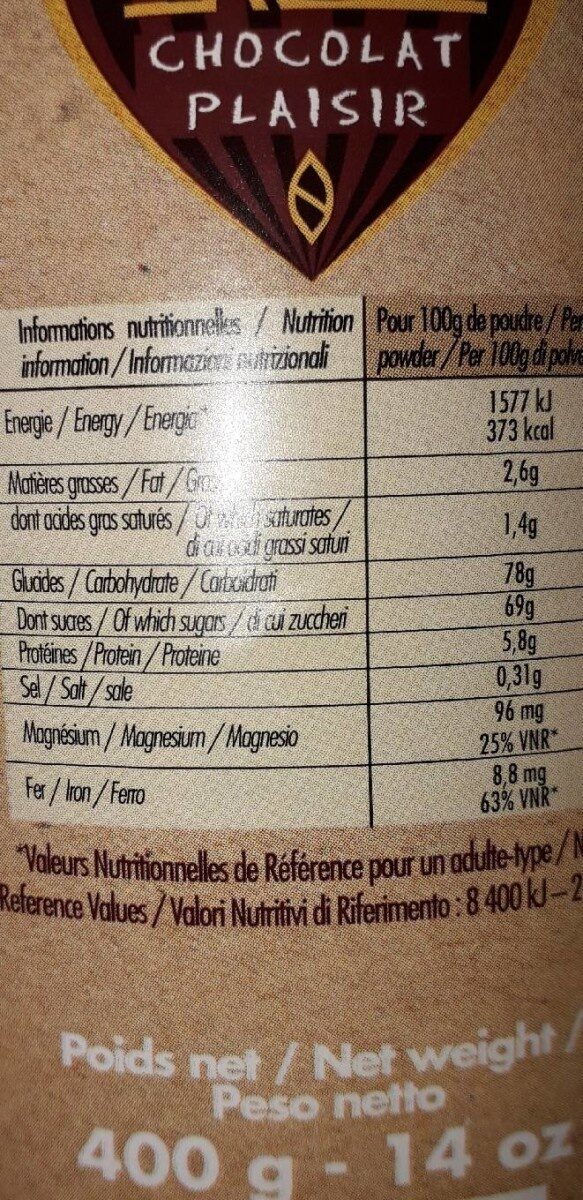 CHOCOLAT
PLAISIR
Informations nutritionnelles / Nutrition
information / Informazioni nutrizionali
Pour 100g de poudre / Per
powder / Per 100g di
Energie / Energy / Energia*
1577 kJ
373 kcal
Matières grasses / Fat /
2,6g
dont acides gras saturés / Of which saturates /
di cui acidi grassi saturi
1,4g
Glucides / Carbohydrate / Carboidrati
78g
Dont sucres / Of which sugars / di cui zuccheri
69g
Protéines / Protein / Proteine
5,8g
Sel / Salt / sale
0,31g
Magnésium / Magnesium / Magnesio
96 mg
25% VNR*
Fer / Iron / Ferro
8,8 mg
63% VNR*
*Valeurs Nutritionnelles de Référence pour un adulte-type /
Reference Values / Valori Nutritivi di Riferimento : 8 400 kJ –
Poids net / Net weight /
Peso netto
400 g - 14 oz